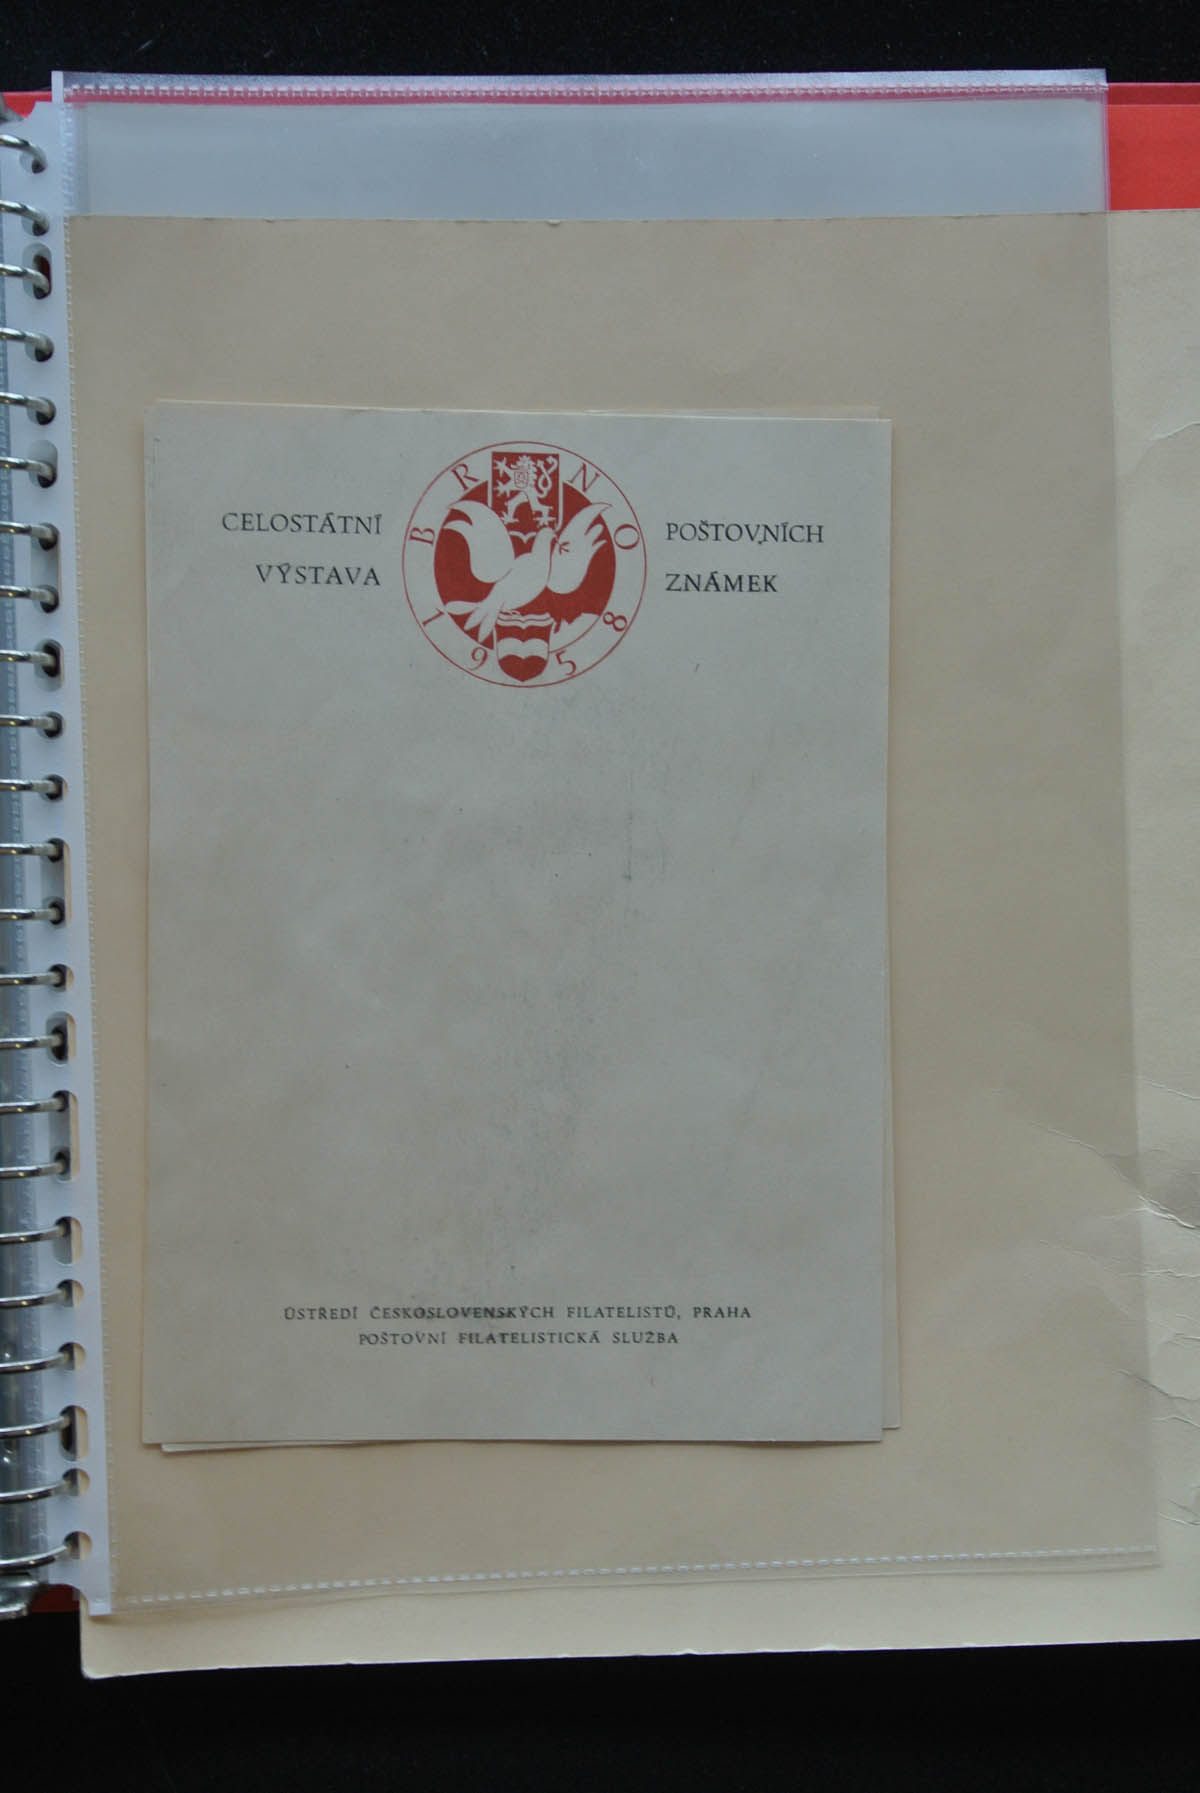 CELOSTÁTNÍ
VÝSTAVA
BRNO
1958
POŠTOVNÍCH
ZNÁMEK
ÚSTŘEDÍ ČESKOSLOVENSKÝCH FILATELISTŮ, PRAHA
POŠTOVNÍ FILATELISTICKÁ SLUŽBA